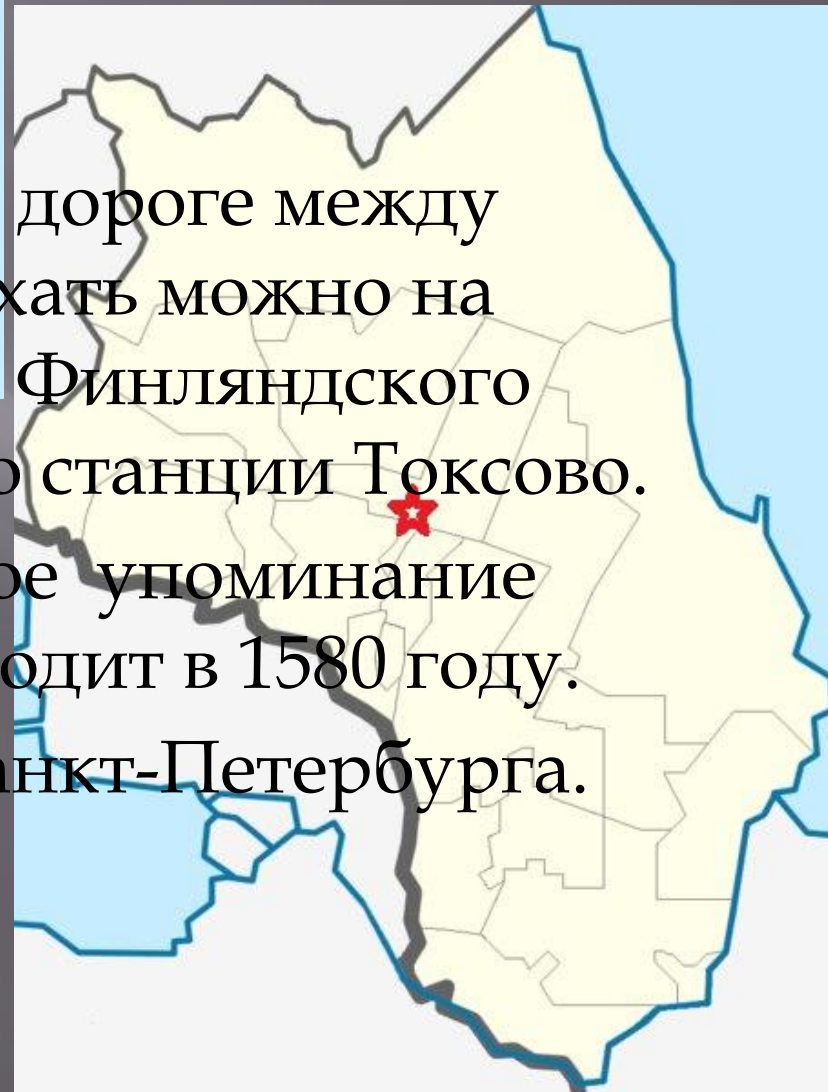 дороге между
хать можно на
Финляндского
о станции Токсово.
ое упоминание
одит в 1580 году.
анкт-Петербурга.